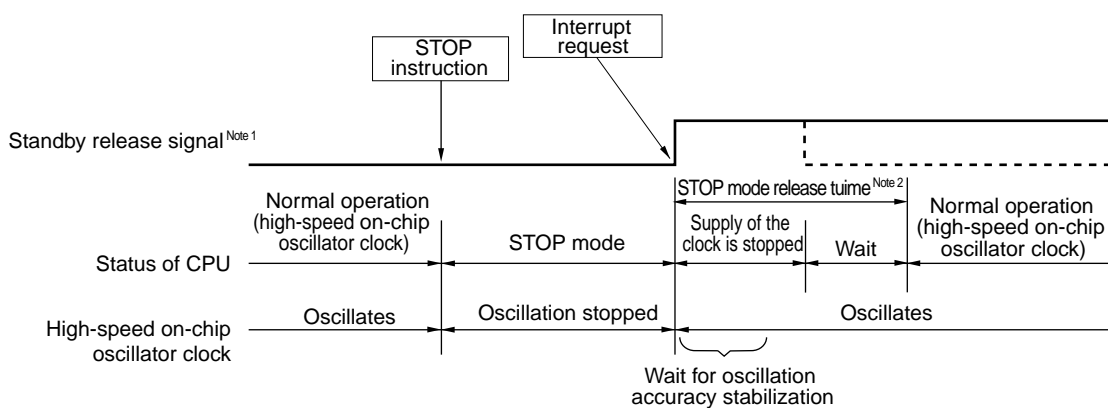 STOP
instruction
Interrupt
request
Standby release signal Note 1
STOP mode release tuime Note 2
Normal operation
(high-speed on-chip
oscillator clock)
STOP mode
Supply of the
clock is stopped
Wait
Normal operation
(high-speed on-chip
oscillator clock)
Status of CPU
Oscillates
Oscillation stopped
Oscillates
High-speed on-chip
oscillator clock
Wait for oscillation
accuracy stabilization